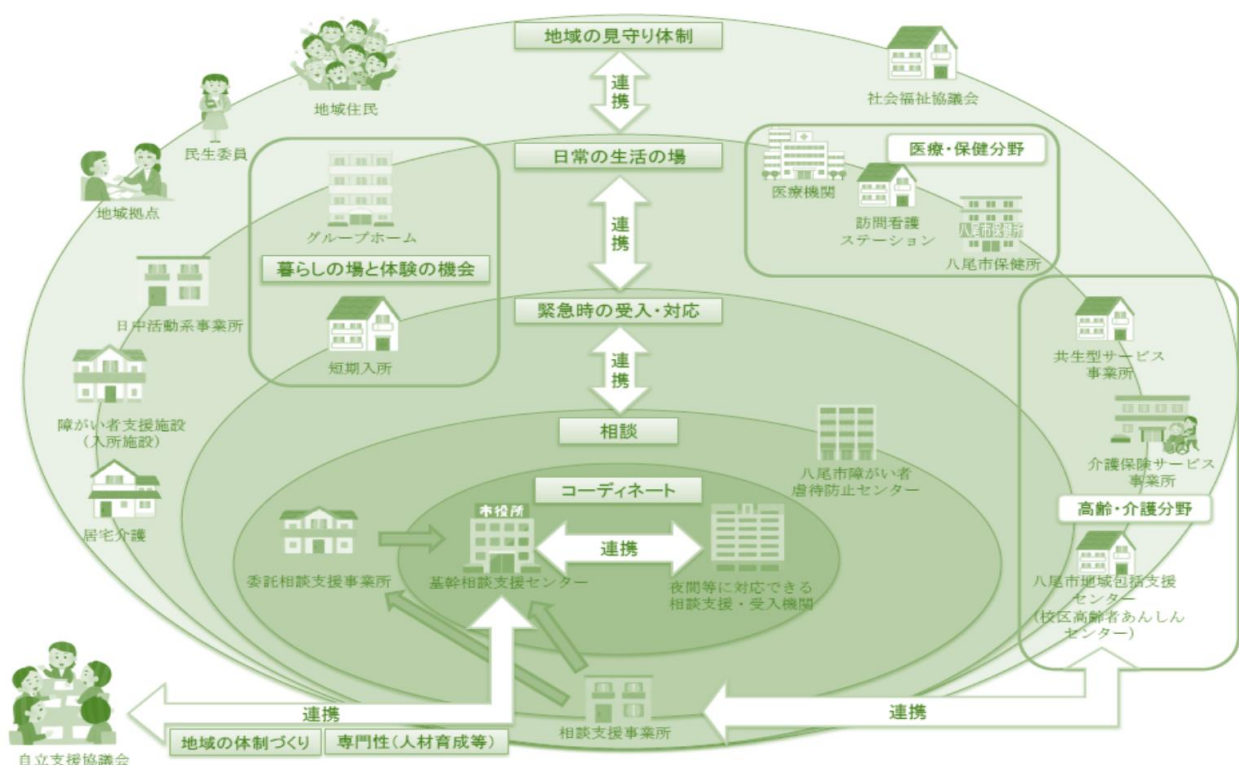 地域の見守り体制
連携
地域住民
社会福祉協議会
民生委員
日常の生活の場
医療・保健分野
医療機関
訪問看護
ステーション
八尾市保健所
八尾市保健所
地域拠点
グループホーム
連携
暮らしの場と体験の機会
日中活動系事業所
短期入所
緊急時の受入・対応
連携
共生型サービス
事業所
障がい者支援施設
(入所施設)
相談
八尾市障がい者
虐待防止センター
介護保険サービス
事業所
高齢・介護分野
居宅介護
コーディネート
市役所
連携
委託相談支援事業所
基幹相談支援センター
夜間等に対応できる
相談支援・受入機関
八尾市地域包括支援
センター
(校区高齢者あんしん
センター)
連携
連携
相談支援事業所
地域の体制づくり
専門性(人材育成等)
自立支援協議会